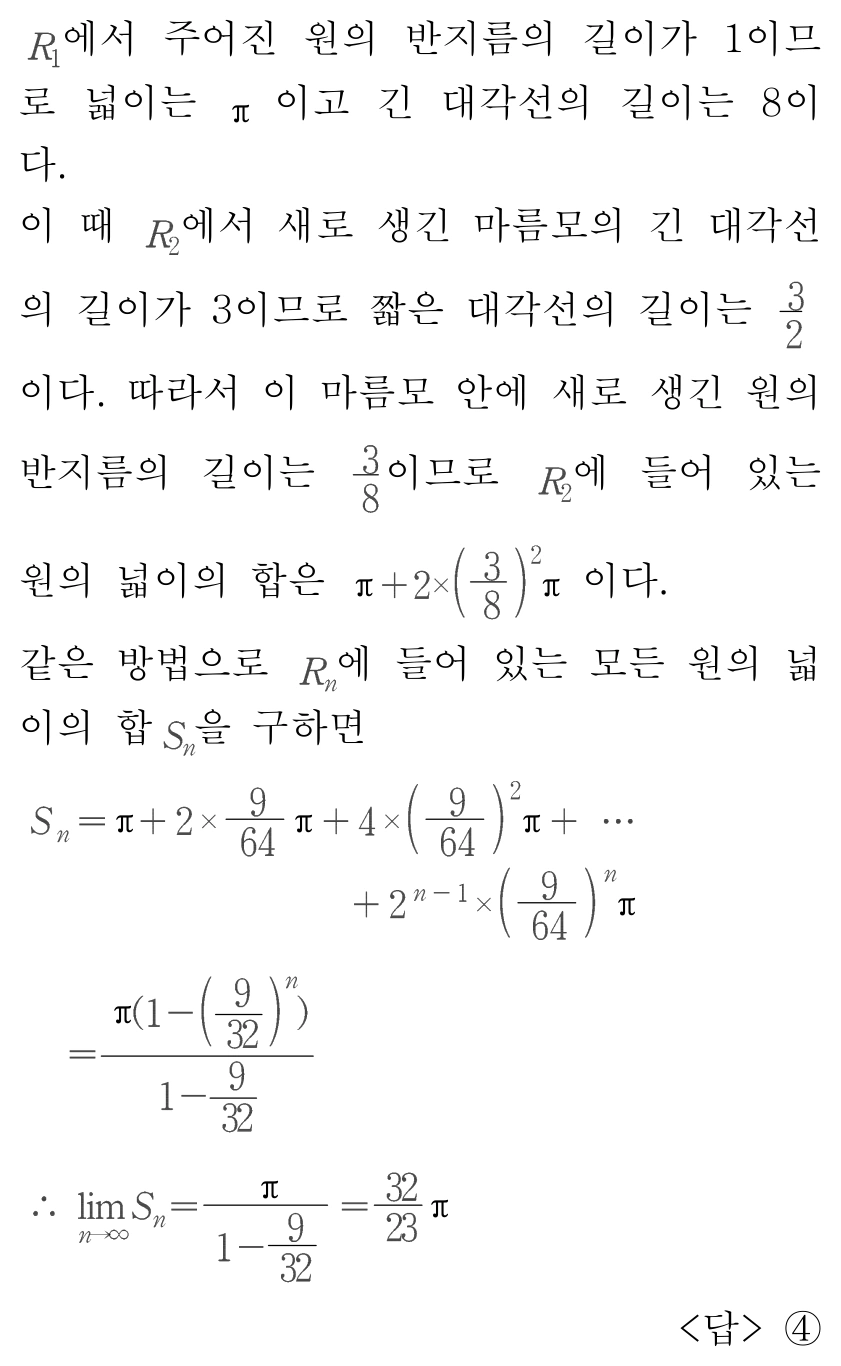 R₁에서 주어진 원의 반지름의 길이가 1이므
로 넓이는 π 이고 긴 대각선의 길이는 8이
다.
이 때 R₂에서 새로 생긴 마름모의 긴 대각선
의 길이가 3이므로 짧은 대각선의 길이는 3/2
이다. 따라서 이 마름모 안에 새로 생긴 원의
반지름의 길이는 3/8이므로 R₂에 들어 있는
원의 넓이의 합은 π+2×(3/8)²π 이다.
같은 방법으로 Rₙ에 들어 있는 모든 원의 넓
이의 합 Sₙ을 구하면
Sₙ=π+2×9/64 π+4×(9/64)²π+ …
+2ⁿ⁻¹×(9/64)ⁿπ
=π(1-(9/32)ⁿ)/(1-9/32)
∴ lim(n→∞) Sₙ=π/(1-9/32)=32/23 π
<답> ④